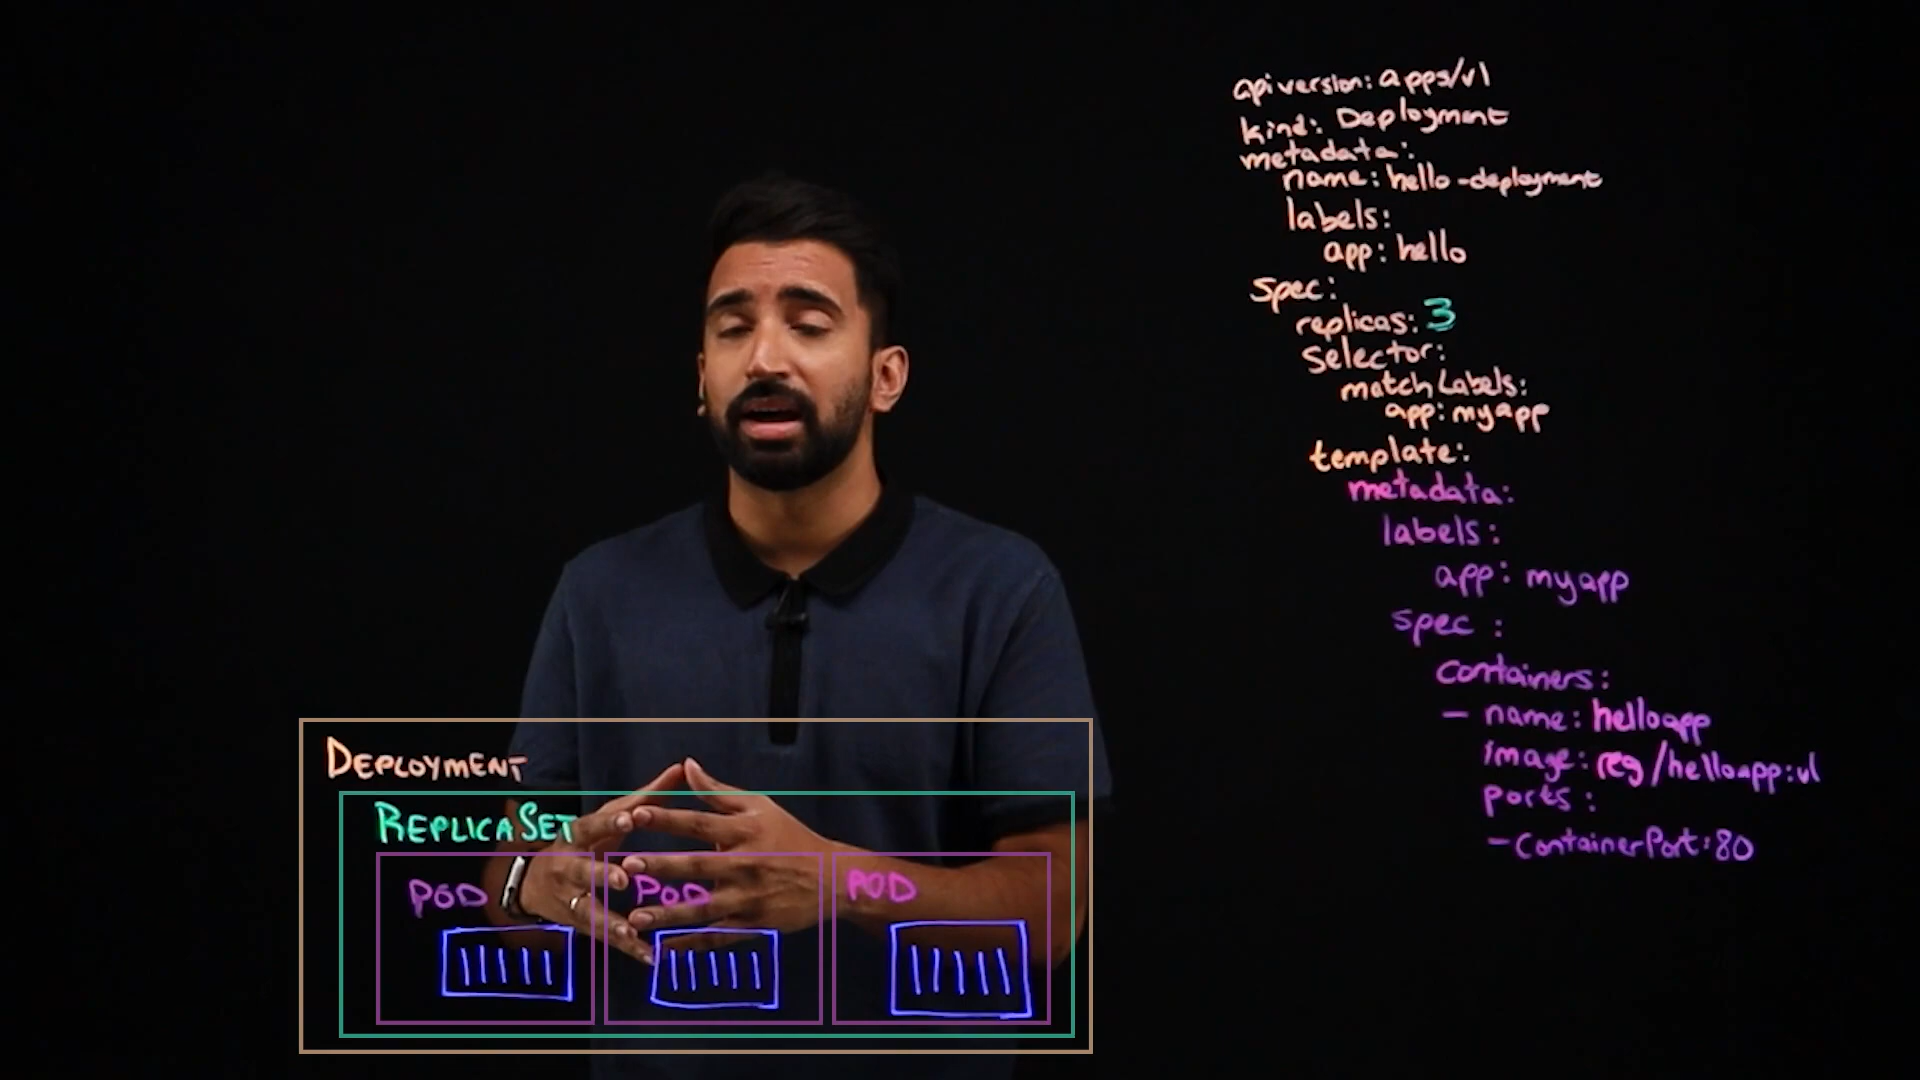 apiversion: apps/v1
kind: Deployment
metadata:
name: hello-deployment
labels:
app: hello
spec:
replicas: 3
selector:
matchLabels:
app: myapp
template:
metadata:
labels:
app: myapp
spec:
containers:
- name: helloapp
image: reg/helloapp:v1
ports:
- containerPort: 80
DEPLOYMENT
REPLICASET
POD POD POD